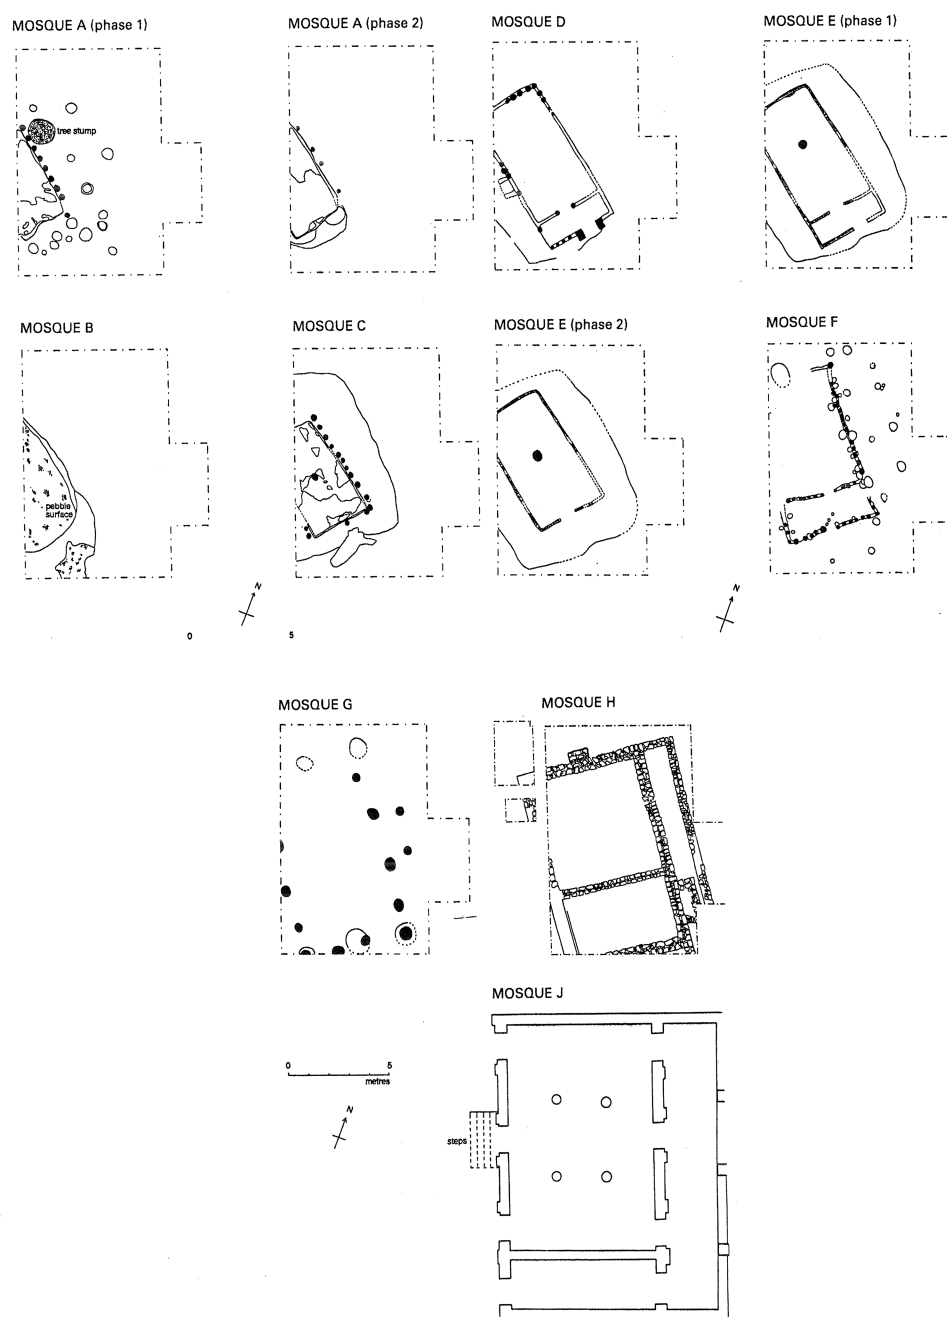 MOSQUE A (phase 1)
MOSQUE A (phase 2)
MOSQUE D
MOSQUE E (phase 1)
tree stump
MOSQUE B
MOSQUE C
MOSQUE E (phase 2)
MOSQUE F
pebble
surface
N
N
0
5
MOSQUE G
MOSQUE H
MOSQUE J
0
5
metres
N
steps